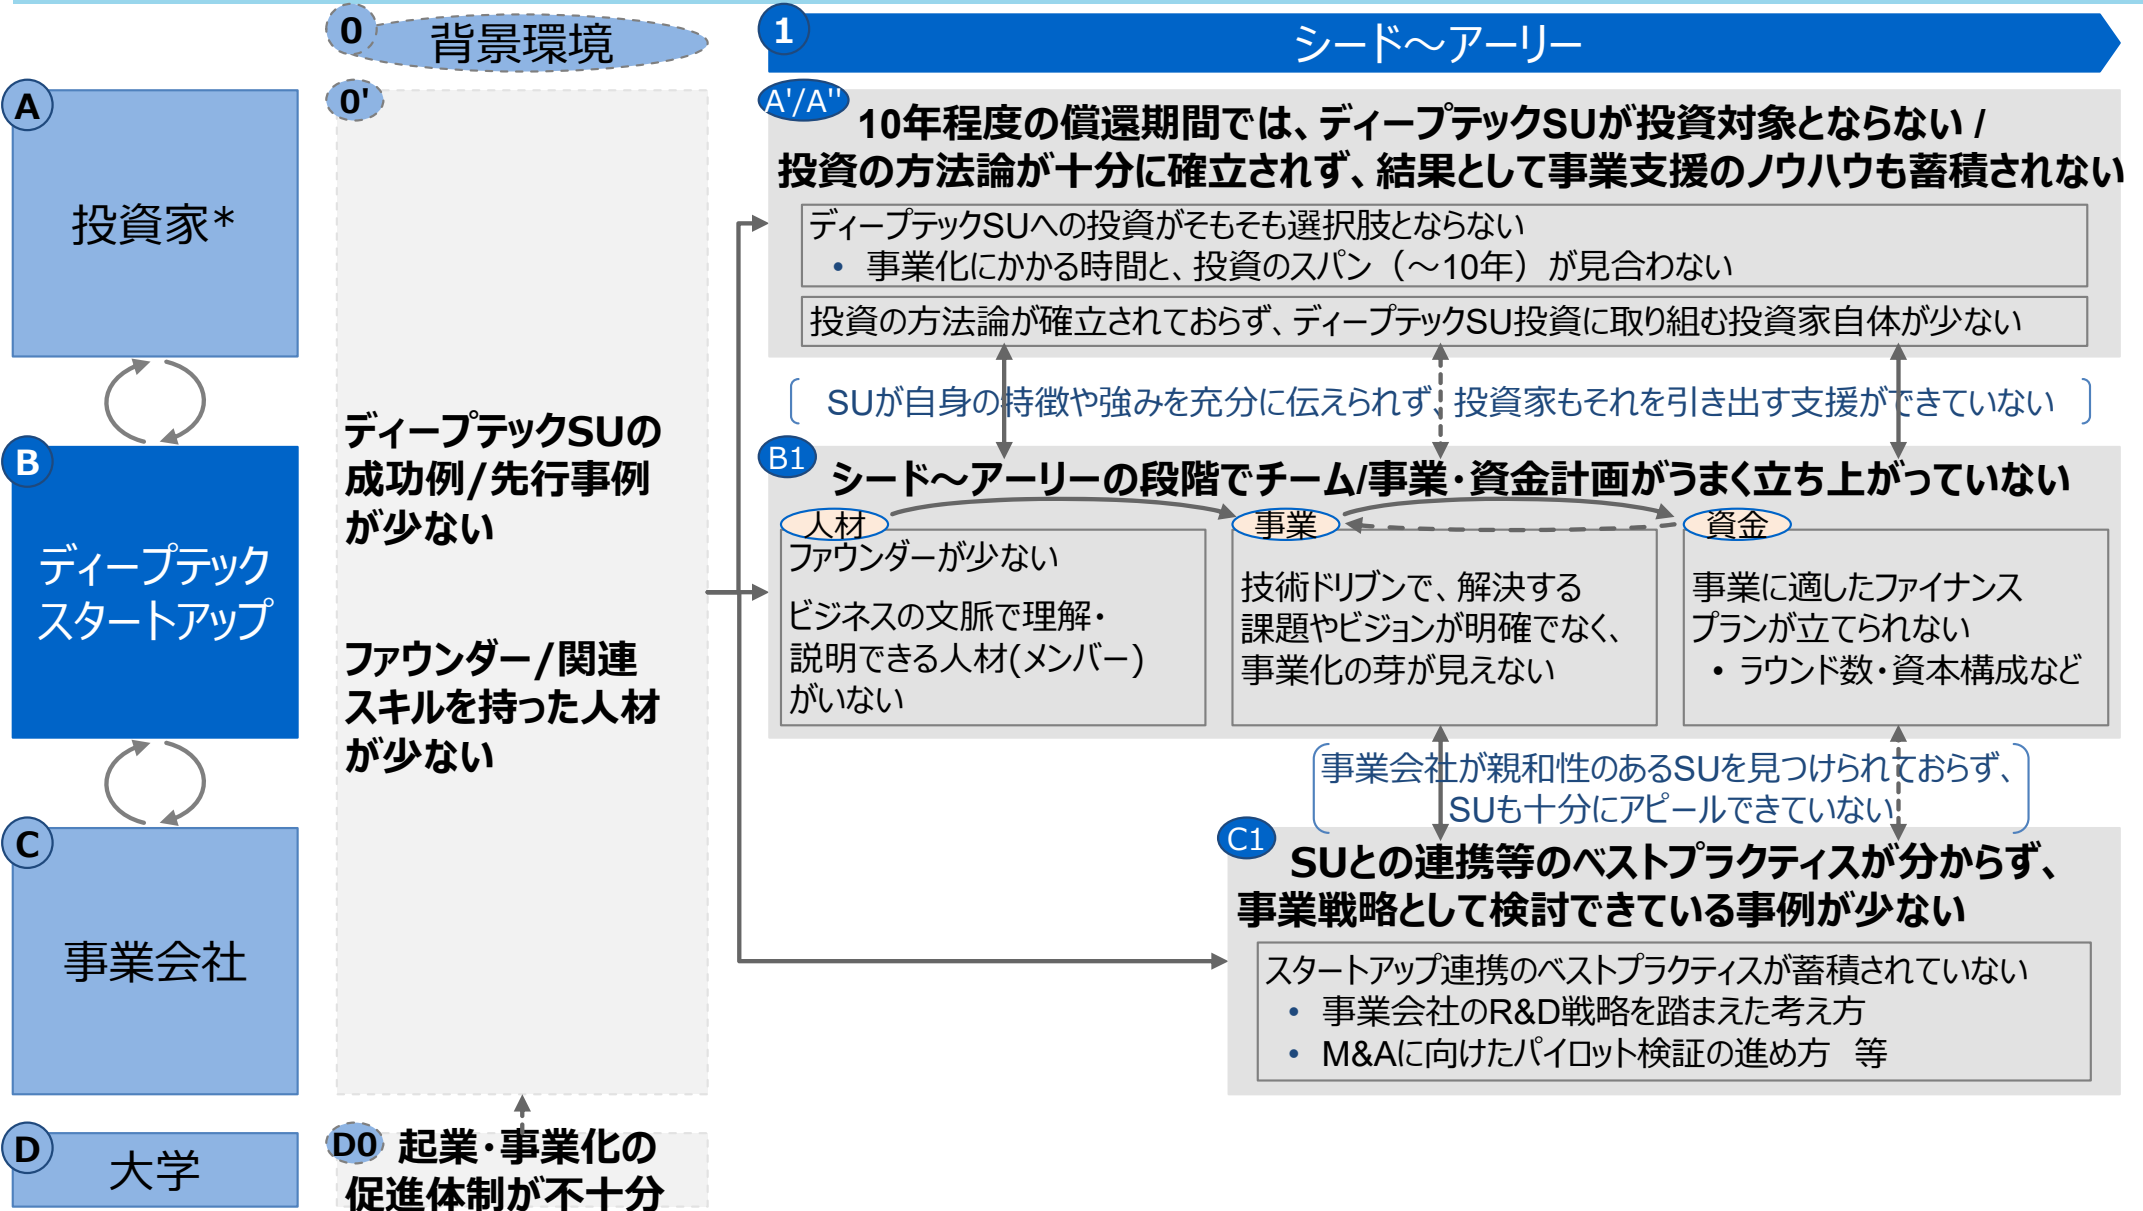 0
背景環境
1
シード～アーリー
A
投資家*
B
ディープテック
スタートアップ
C
事業会社
D
大学
0'
ディープテックSUの
成功例/先行事例
が少ない
ファウンダー/関連
スキルを持った人材
が少ない
D0
起業・事業化の
促進体制が不十分
A'/A''
10年程度の償還期間では、ディープテックSUが投資対象とならない /
投資の方法論が十分に確立されず、結果として事業支援のノウハウも蓄積されない
ディープテックSUへの投資がそもそも選択肢とならない
• 事業化にかかる時間と、投資のスパン（～10年）が見合わない
投資の方法論が確立されておらず、ディープテックSU投資に取り組む投資家自体が少ない
SUが自身の特徴や強みを充分に伝えられず、投資家もそれを引き出す支援ができていない
B1
シード～アーリーの段階でチーム/事業・資金計画がうまく立ち上がっていない
人材
ファウンダーが少ない
ビジネスの文脈で理解・
説明できる人材(メンバー)
がいない
事業
技術ドリブンで、解決する
課題やビジョンが明確でなく、
事業化の芽が見えない
資金
事業に適したファイナンス
プランが立てられない
• ラウンド数・資本構成など
事業会社が親和性のあるSUを見つけられておらず、
SUも十分にアピールできていない
C1
SUとの連携等のベストプラクティスが分からず、
事業戦略として検討できている事例が少ない
スタートアップ連携のベストプラクティスが蓄積されていない
• 事業会社のR&D戦略を踏まえた考え方
• M&Aに向けたパイロット検証の進め方　等